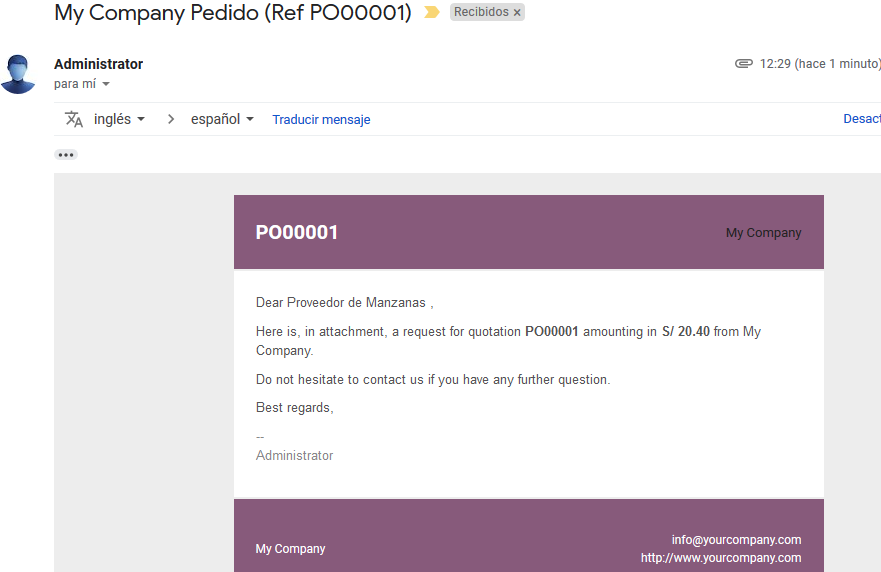 My Company Pedido (Ref PO00001) Recibidos ×
Administrator 12:29 (hace 1 minuto)
para mí
inglés > español Traducir mensaje Desact
PO00001 My Company
Dear Proveedor de Manzanas ,
Here is, in attachment, a request for quotation PO00001 amounting in S/ 20.40 from My
Company.
Do not hesitate to contact us if you have any further question.
Best regards,
--
Administrator
My Company
info@yourcompany.com
http://www.yourcompany.com